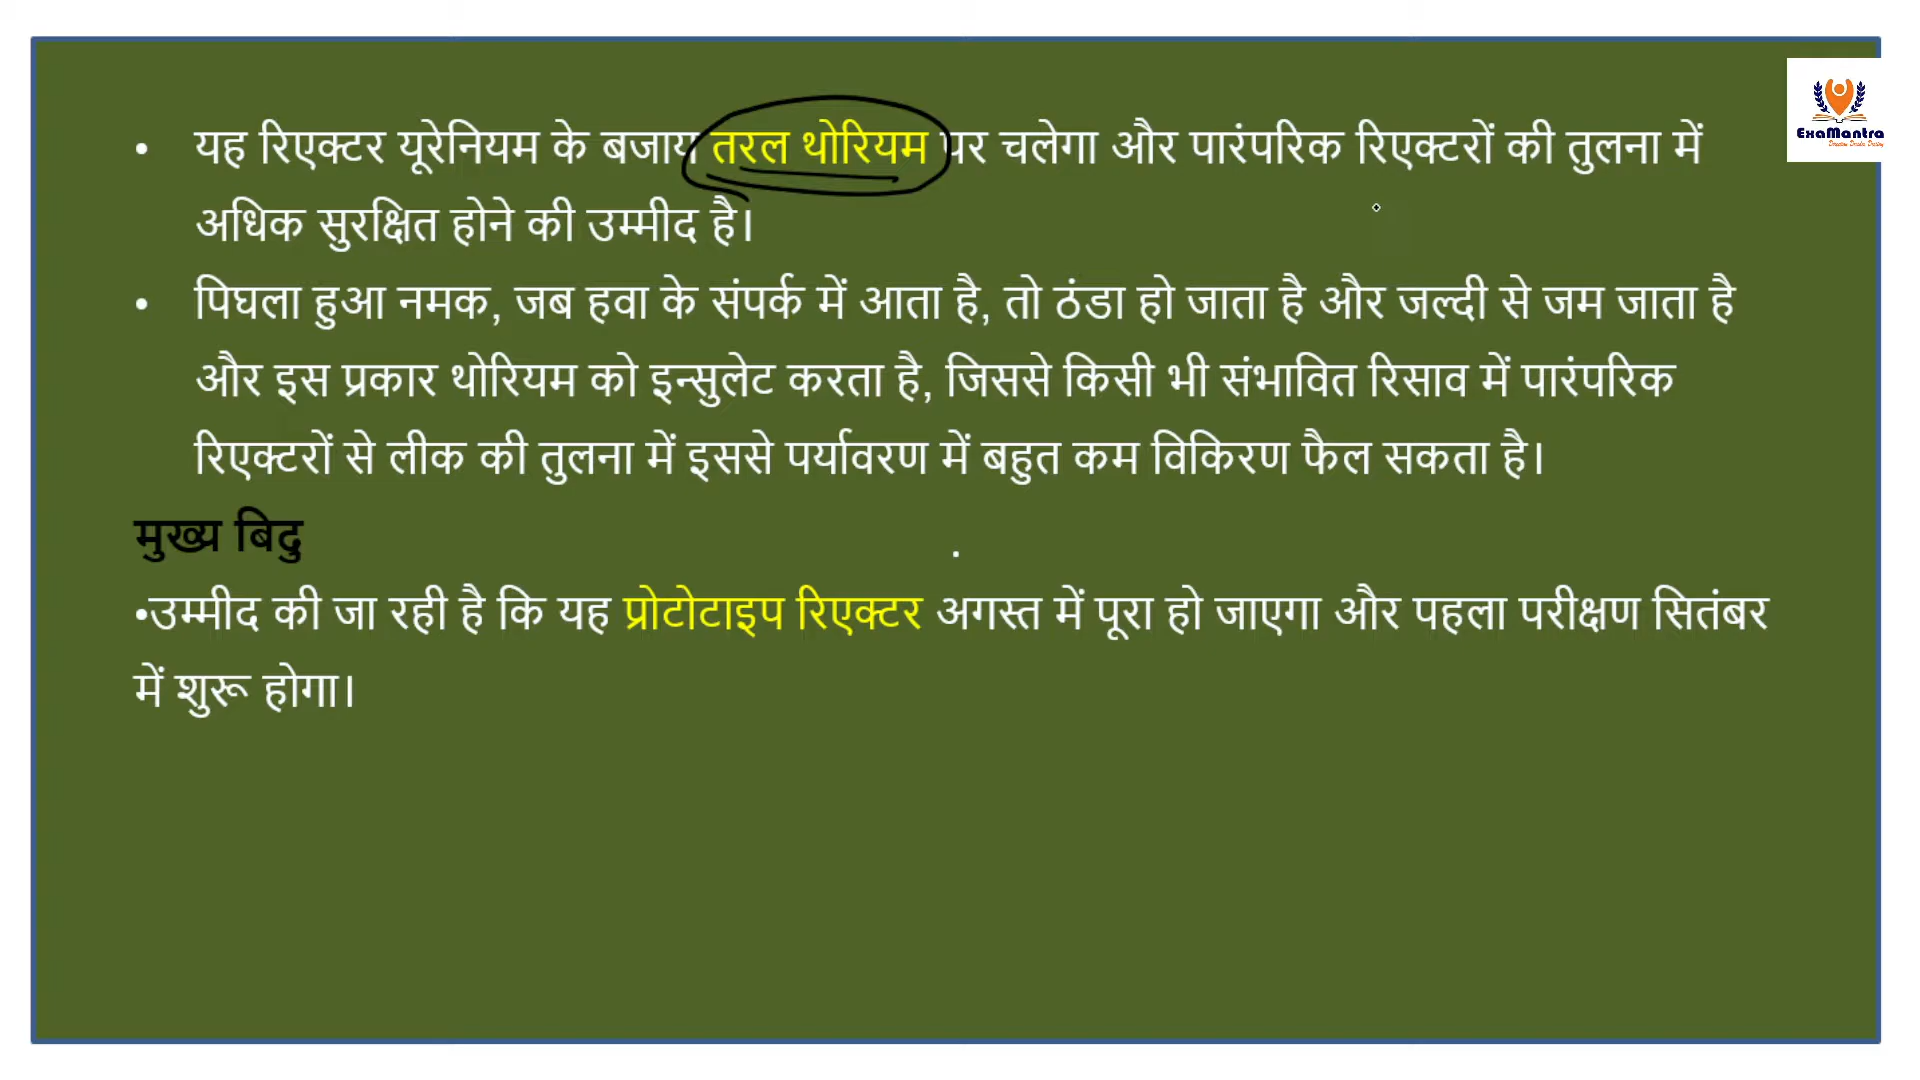 • यह रिएक्टर यूरेनियम के बजाय तरल थोरियम पर चलेगा और पारंपरिक रिएक्टरों की तुलना में
अधिक सुरक्षित होने की उम्मीद है।
• पिघला हुआ नमक, जब हवा के संपर्क में आता है, तो ठंडा हो जाता है और जल्दी से जम जाता है
और इस प्रकार थोरियम को इन्सुलेट करता है, जिससे किसी भी संभावित रिसाव में पारंपरिक
रिएक्टरों से लीक की तुलना में इससे पर्यावरण में बहुत कम विकिरण फैल सकता है।
मुख्य बिदु
•उम्मीद की जा रही है कि यह प्रोटोटाइप रिएक्टर अगस्त में पूरा हो जाएगा और पहला परीक्षण सितंबर
में शुरू होगा।
ExaMantra